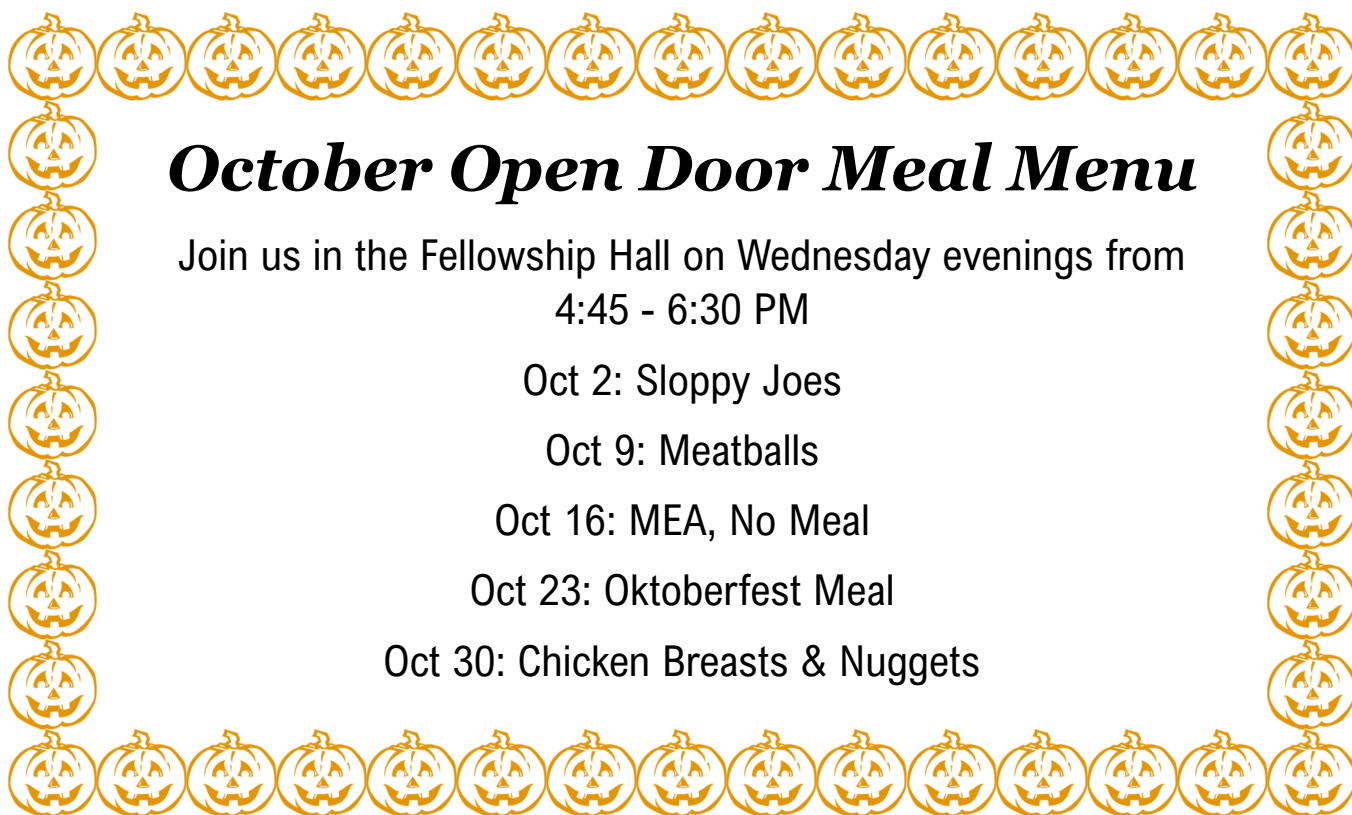 October Open Door Meal Menu
Join us in the Fellowship Hall on Wednesday evenings from
4:45 - 6:30 PM
Oct 2: Sloppy Joes
Oct 9: Meatballs
Oct 16: MEA, No Meal
Oct 23: Oktoberfest Meal
Oct 30: Chicken Breasts & Nuggets